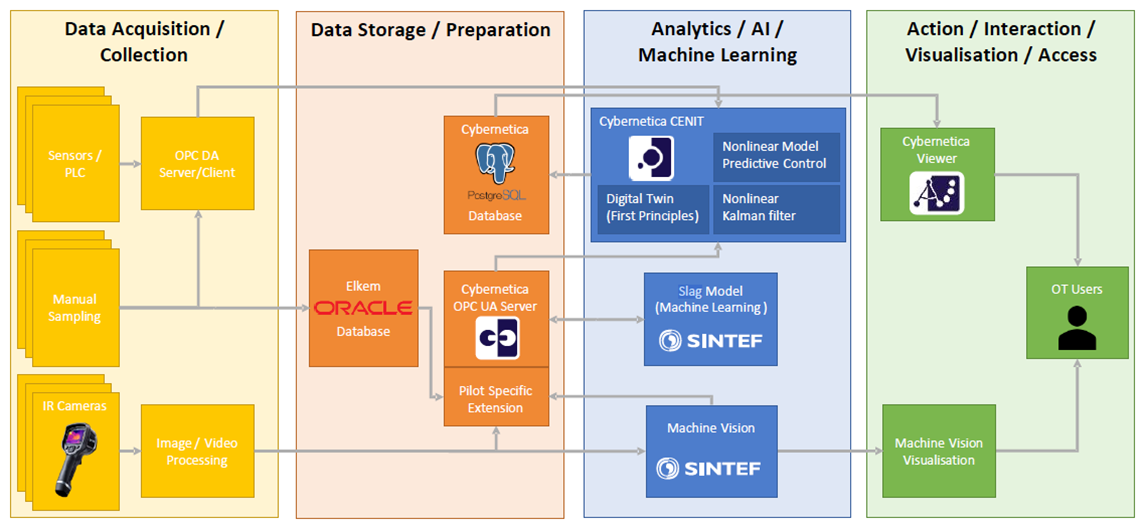 Data Acquisition /
Collection
Data Storage / Preparation
Analytics / AI /
Machine Learning
Action / Interaction /
Visualisation / Access
Sensors /
PLC
OPC DA
Server/Client
Manual
Sampling
IR Cameras
Image / Video
Processing
Cybernetica
PostgreSQL
Database
Elkem
ORACLE
Database
Cybernetica
OPC UA Server
Pilot Specific
Extension
Cybernetica CENIT
Nonlinear Model
Predictive Control
Digital Twin
(First Principles)
Nonlinear
Kalman filter
Slag Model
(Machine Learning)
SINTEF
Machine Vision
SINTEF
Cybernetica
Viewer
OT Users
Machine Vision
Visualisation